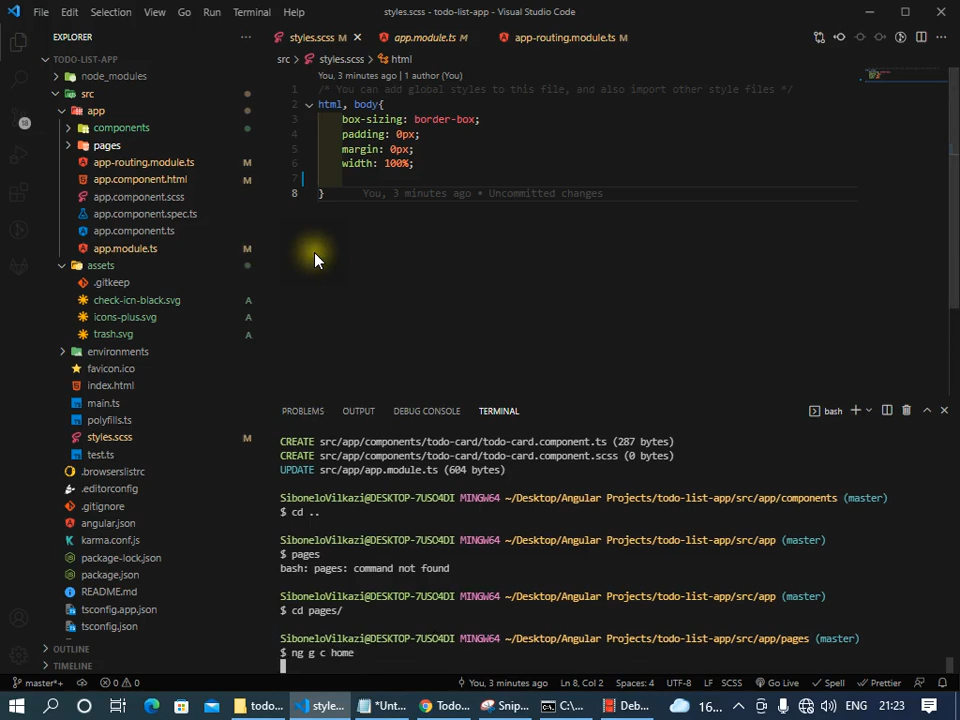 File Edit Selection View Go Run Terminal Help styles.scss - todo-list-app - Visual Studio Code
EXPLORER
TODO-LIST-APP
node_modules
src
app
components
pages
app-routing.module.ts M
app.component.html M
app.component.scss
app.component.spec.ts
app.component.ts
app.module.ts M
assets
.gitkeep
check-icn-black.svg A
icons-plus.svg A
trash.svg A
environments
favicon.ico
index.html
main.ts
polyfills.ts
styles.scss M
test.ts
.browserslistrc
.editorconfig
.gitignore
angular.json
karma.conf.js
package-lock.json
package.json
README.md
tsconfig.app.json
tsconfig.json
OUTLINE
TIMELINE
18
styles.scss M app.module.ts M app-routing.module.ts M
src styles.scss html
You, 3 minutes ago | 1 author (You)
1 /* You can add global styles to this file, and also import other style files */
2 html, body{
3 box-sizing: border-box;
4 padding: 0px;
5 margin: 0px;
6 width: 100%;
7
8 } You, 3 minutes ago • Uncommitted changes
PROBLEMS OUTPUT DEBUG CONSOLE TERMINAL bash
CREATE src/app/components/todo-card/todo-card.component.ts (287 bytes)
CREATE src/app/components/todo-card/todo-card.component.scss (0 bytes)
UPDATE src/app/app.module.ts (604 bytes)
SiboneloVilkazi@DESKTOP-7USO4DI MINGW64 ~/Desktop/Angular Projects/todo-list-app/src/app/components (master)
$ cd ..
SiboneloVilkazi@DESKTOP-7USO4DI MINGW64 ~/Desktop/Angular Projects/todo-list-app/src/app (master)
$ pages
bash: pages: command not found
SiboneloVilkazi@DESKTOP-7USO4DI MINGW64 ~/Desktop/Angular Projects/todo-list-app/src/app (master)
$ cd pages/
SiboneloVilkazi@DESKTOP-7USO4DI MINGW64 ~/Desktop/Angular Projects/todo-list-app/src/app/pages (master)
$ ng g c home
master*+ 0 0 You, 3 minutes ago Ln 8, Col 2 Spaces: 4 UTF-8 LF SCSS Go Live Spell Prettier
todo... style... *Unt... Todo... Snip... C:\... Deb... 16... ENG 21:23